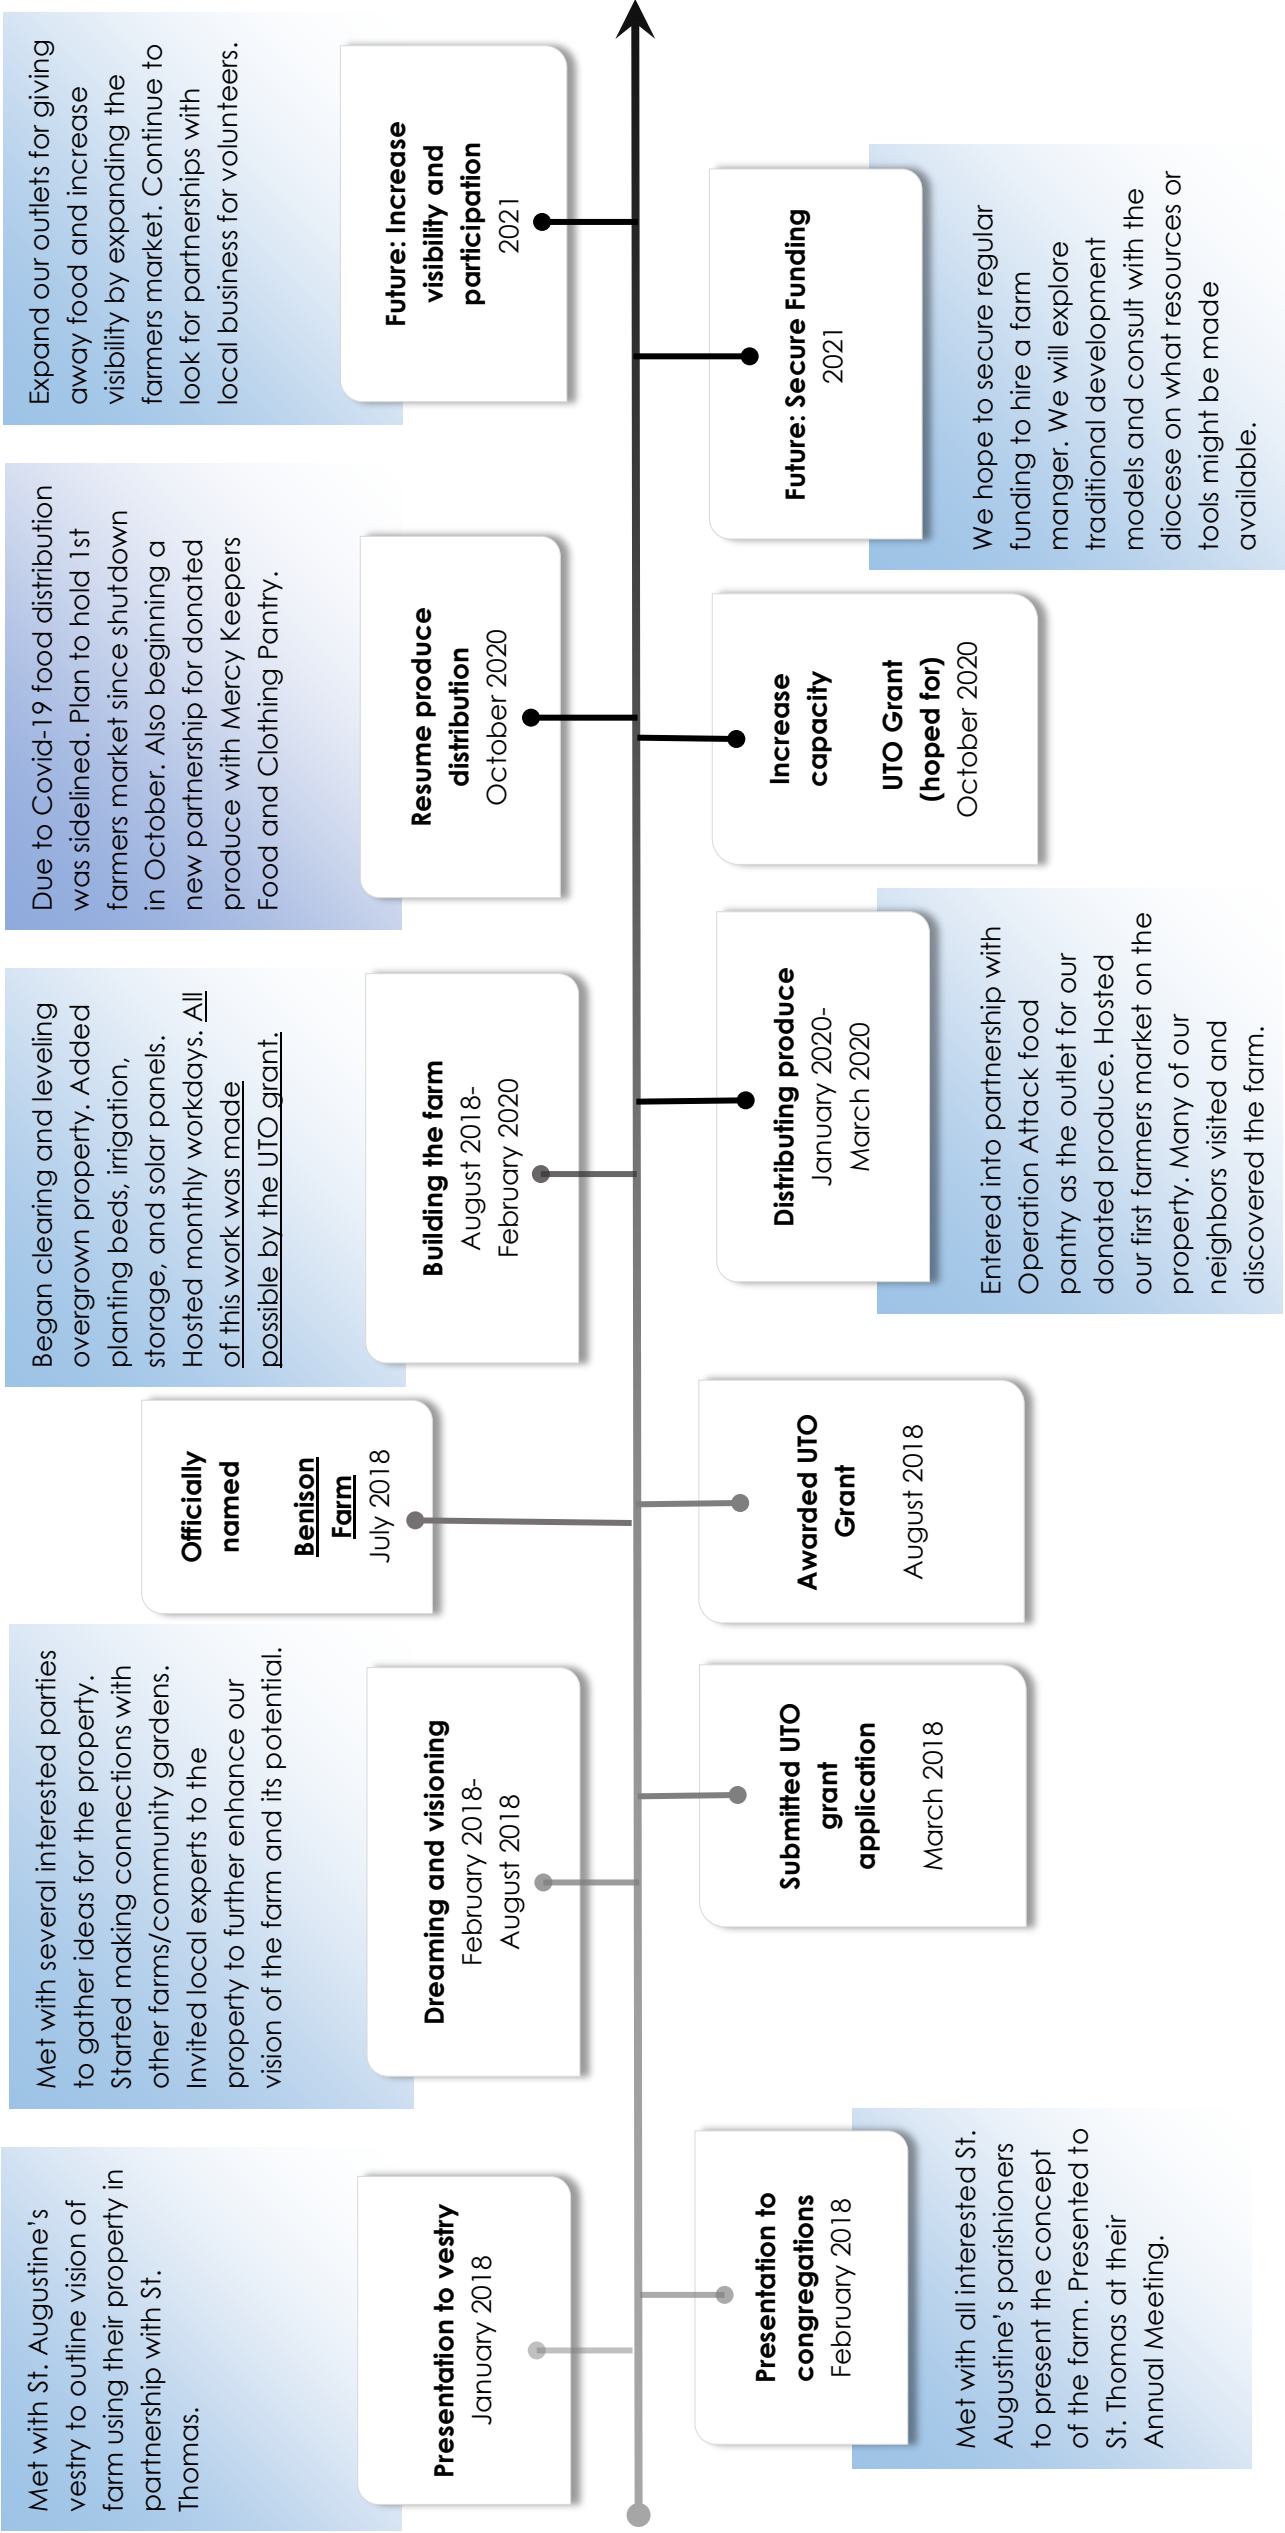 Met with St. Augustine's
vestry to outline vision of
farm using their property in
partnership with St.
Thomas.
Presentation to vestry
January 2018
Presentation to
congregations
February 2018
Met with all interested St.
Augustine's parishioners
to present the concept
of the farm. Presented to
St. Thomas at their
Annual Meeting.
Met with several interested parties
to gather ideas for the property.
Started making connections with
other farms/community gardens.
Invited local experts to the
property to further enhance our
vision of the farm and its potential.
Dreaming and visioning
February 2018-
August 2018
Submitted UTO
grant
application
March 2018
Officially
named
Benison
Farm
July 2018
Awarded UTO
Grant
August 2018
Began clearing and leveling
overgrown property. Added
planting beds, irrigation,
storage, and solar panels.
Hosted monthly workdays. All
of this work was made
possible by the UTO grant.
Building the farm
August 2018-
February 2020
Distributing produce
January 2020-
March 2020
Entered into partnership with
Operation Attack food
pantry as the outlet for our
donated produce. Hosted
our first farmers market on the
property. Many of our
neighbors visited and
discovered the farm.
Due to Covid-19 food distribution
was sidelined. Plan to hold 1st
farmers market since shutdown
in October. Also beginning a
new partnership for donated
produce with Mercy Keepers
Food and Clothing Pantry.
Resume produce
distribution
October 2020
Increase
capacity
UTO Grant
(hoped for)
October 2020
Expand our outlets for giving
away food and increase
visibility by expanding the
farmers market. Continue to
look for partnerships with
local business for volunteers.
Future: Increase
visibility and
participation
2021
Future: Secure Funding
2021
We hope to secure regular
funding to hire a farm
manger. We will explore
traditional development
models and consult with the
diocese on what resources or
tools might be made
available.